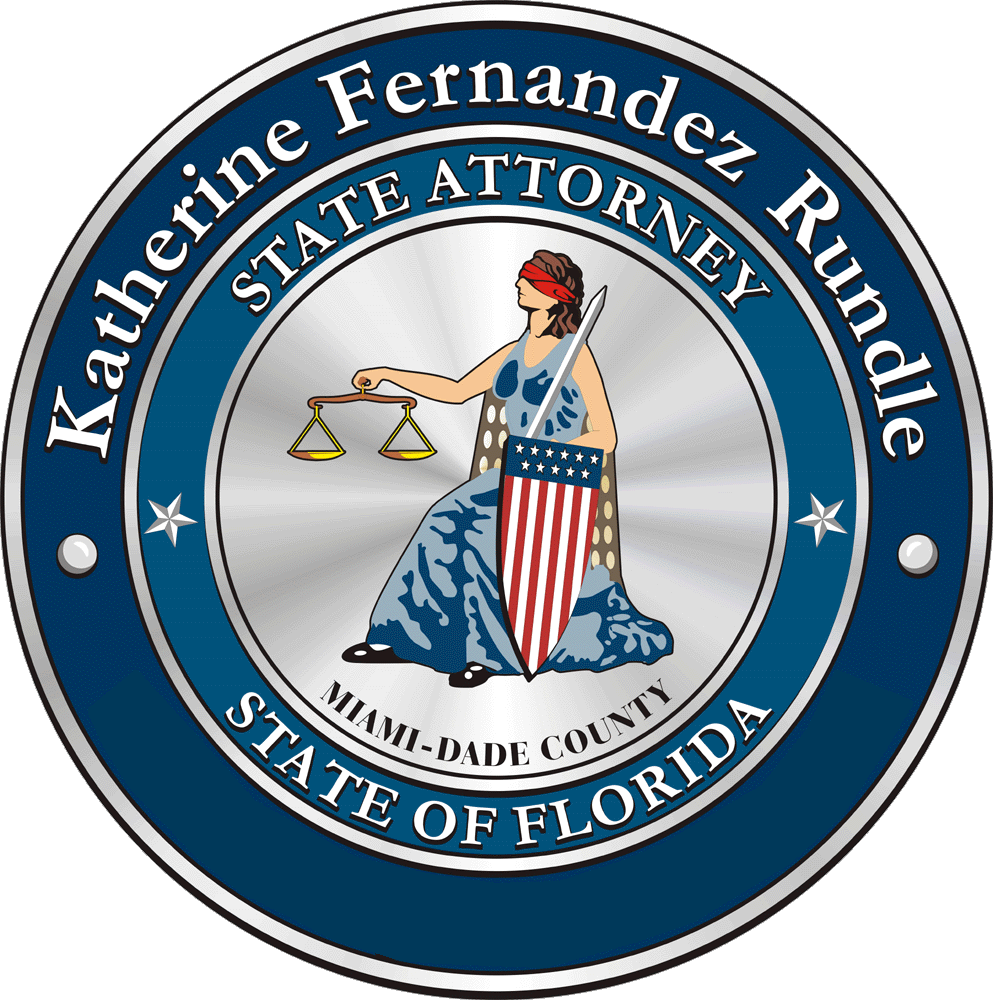 Katherine Fernandez Rundle
STATE ATTORNEY
MIAMI-DADE COUNTY
STATE OF FLORIDA